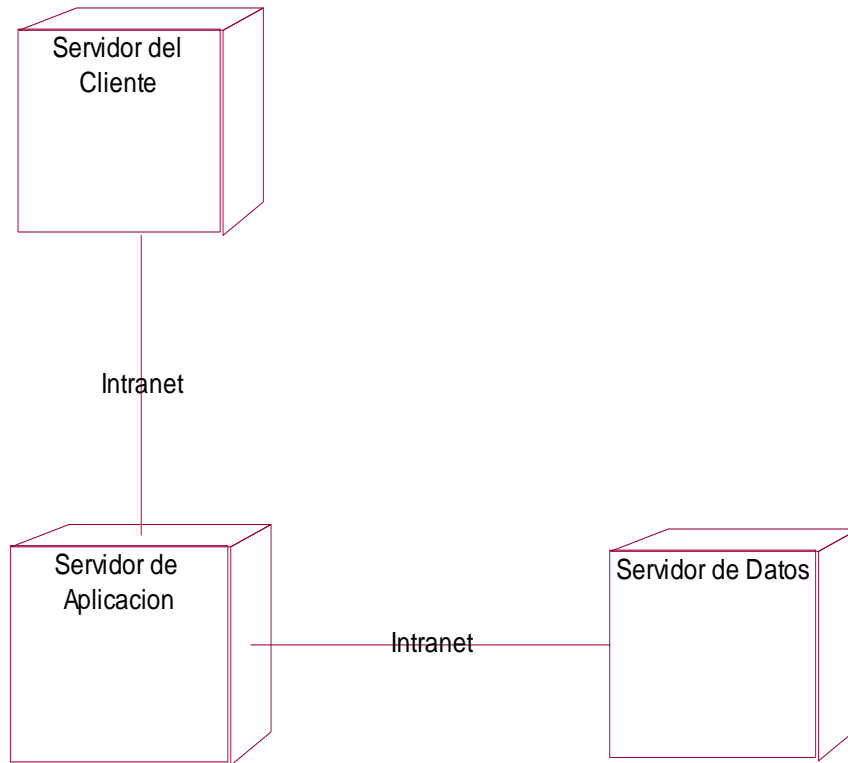 Servidor del
Cliente
Intranet
Servidor de
Aplicacion
Intranet
Servidor de Datos